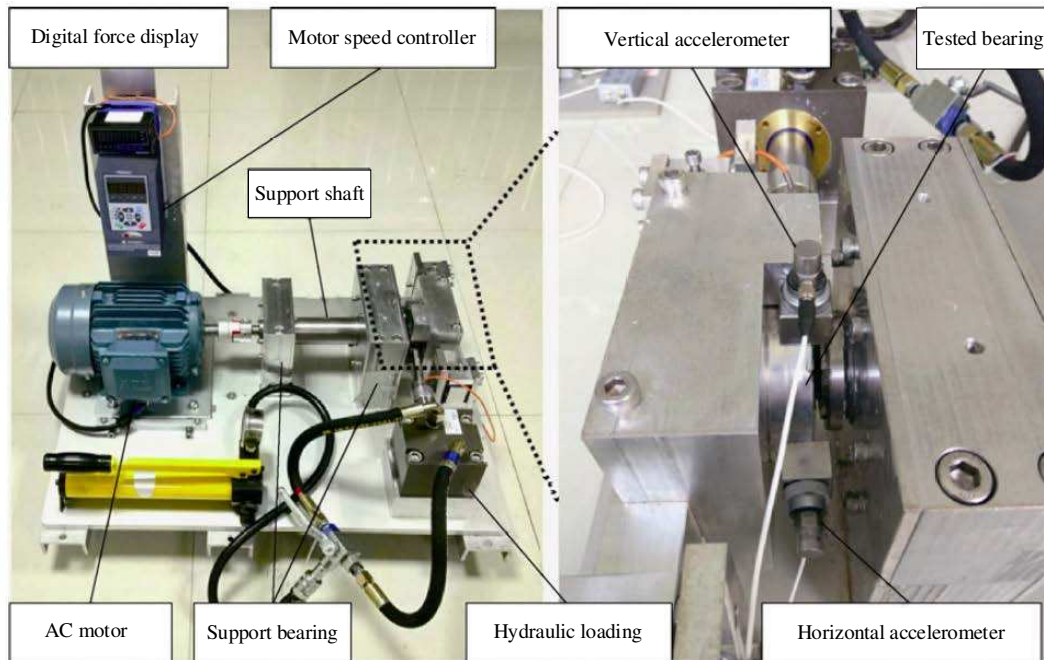 Digital force display
Motor speed controller
Vertical accelerometer
Tested bearing
Support shaft
AC motor
Support bearing
Hydraulic loading
Horizontal accelerometer